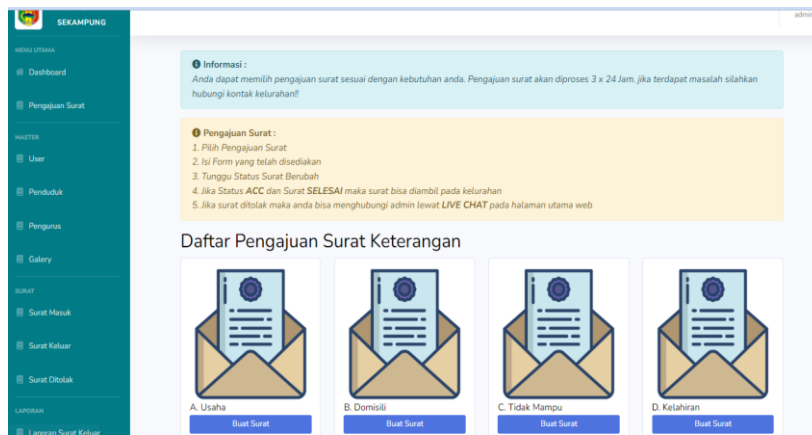 SEKAMPUNG
admin
MENU UTAMA
Dashboard
Pengajuan Surat
MASTER
User
Penduduk
Pengurus
Galery
SURAT
Surat Masuk
Surat Keluar
Surat Ditolak
LAPORAN
Laporan Surat Keluar
Informasi :
Anda dapat memilih pengajuan surat sesuai dengan kebutuhan anda. Pengajuan surat akan diproses 3 x 24 Jam. jika terdapat masalah silahkan
hubungi kontak kelurahan!!
Pengajuan Surat :
1. Pilih Pengajuan Surat
2. Isi Form yang telah disediakan
3. Tunggu Status Surat Berubah
4. Jika Status ACC dan Surat SELESAI maka surat bisa diambil pada kelurahan
5. Jika surat ditolak maka anda bisa menghubungi admin lewat LIVE CHAT pada halaman utama web
Daftar Pengajuan Surat Keterangan
A. Usaha
Buat Surat
B. Domisili
Buat Surat
C. Tidak Mampu
Buat Surat
D. Kelahiran
Buat Surat